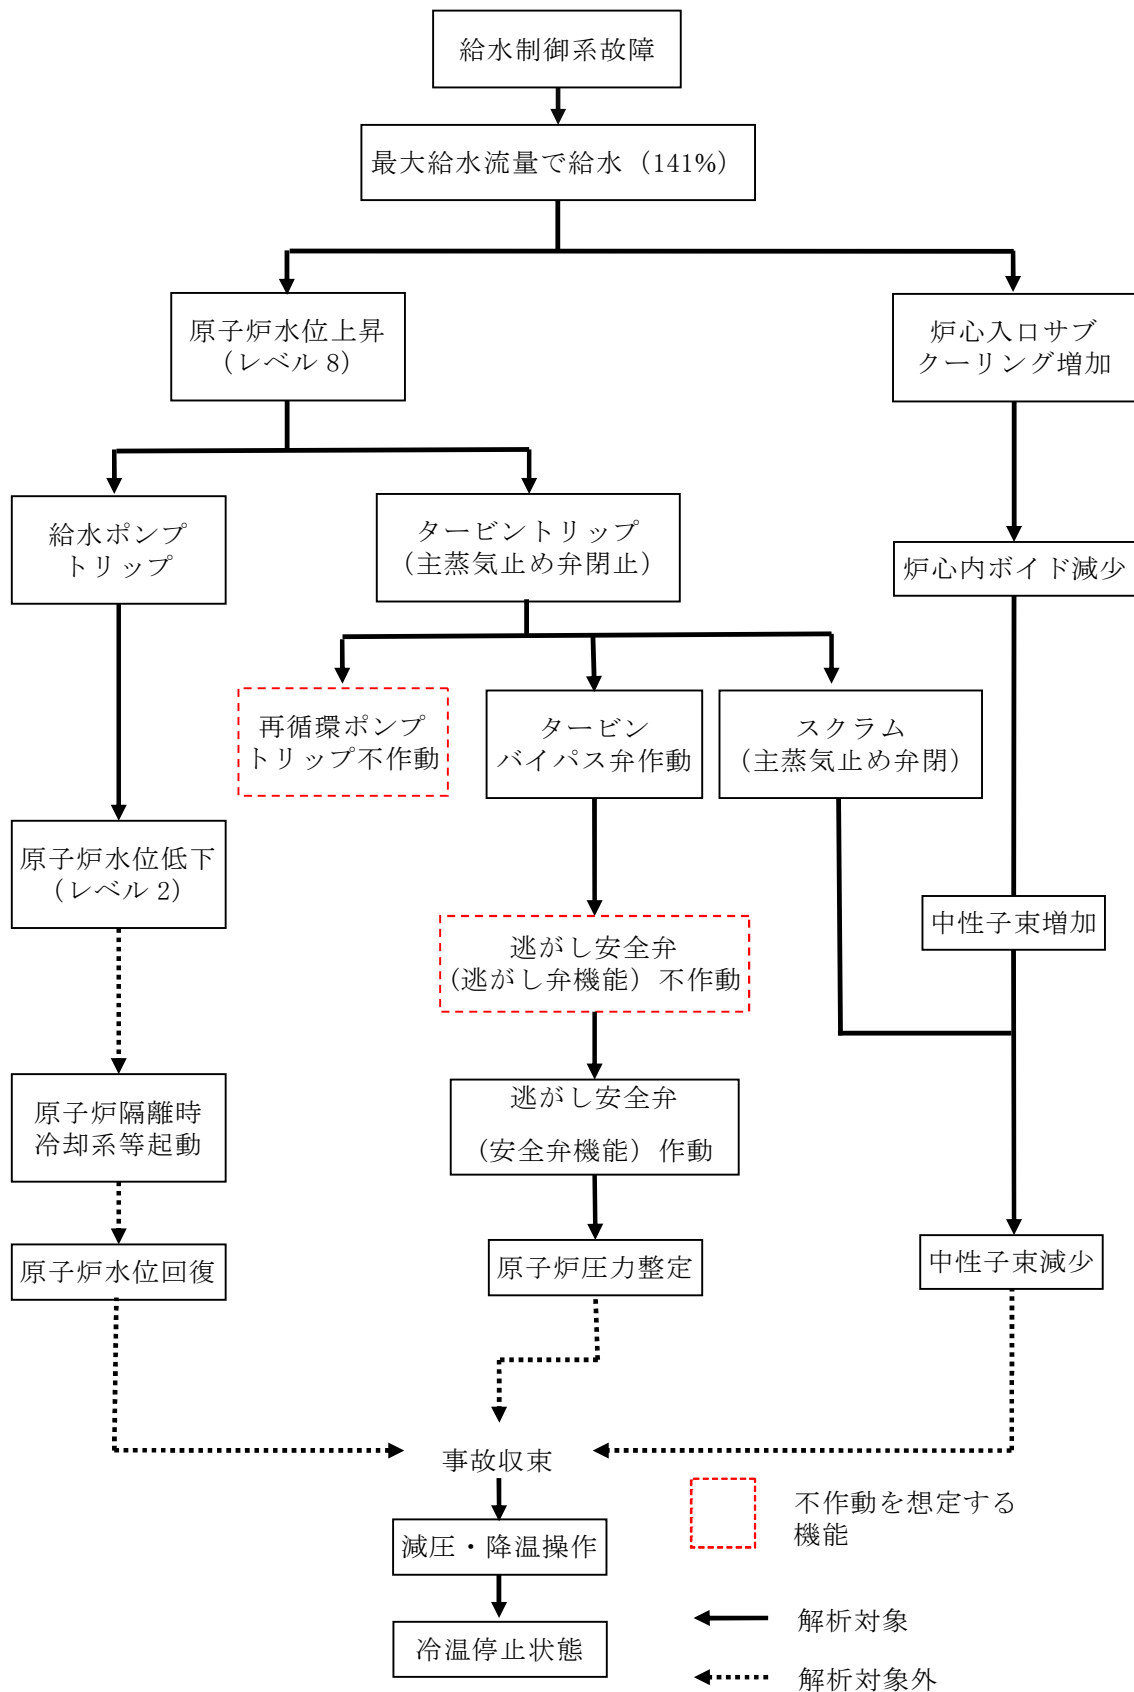 給水制御系故障
最大給水流量で給水（141%）
原子炉水位上昇
（レベル 8）
炉心入口サブ
クーリング増加
給水ポンプ
トリップ
タービントリップ
（主蒸気止め弁閉止）
炉心内ボイド減少
再循環ポンプ
トリップ不作動
タービン
バイパス弁作動
スクラム
（主蒸気止め弁閉）
原子炉水位低下
（レベル 2）
中性子束増加
逃がし安全弁
（逃がし弁機能）不作動
原子炉隔離時
冷却系等起動
逃がし安全弁
（安全弁機能）作動
原子炉水位回復
原子炉圧力整定
中性子束減少
事故収束
減圧・降温操作
冷温停止状態
不作動を想定する
機能
解析対象
解析対象外